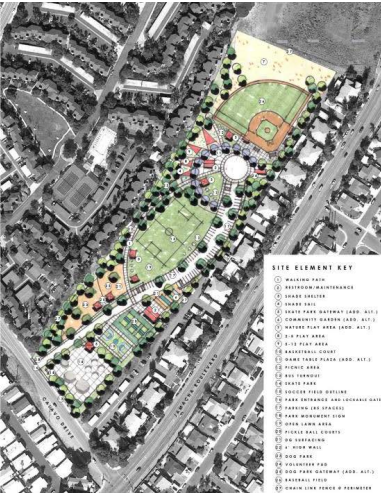 SITE ELEMENT KEY
1 WALKING PATH
2 RESTROOM/MAINTENANCE
3 SHADE SHELTER
4 SHADE SAIL
5 SKATE PARK GATEWAY (ADD. ALT.)
6 COMMUNITY GARDEN (ADD. ALT.)
7 NATURE PLAY AREA (ADD. ALT.)
8 2-5 PLAY AREA
9 5-12 PLAY AREA
10 BASKETBALL COURT
11 GAME TABLE PLAZA (ADD. ALT.)
12 PICNIC AREA
13 BUS TURNOUT
14 SKATE PARK
15 SOCCER FIELD OUTLINE
16 PARK ENTRANCE AND LOCKABLE GATE
17 PARKING (85 SPACES)
18 PARK MONUMENT SIGN
19 OPEN LAWN AREA
20 PICKLE BALL COURTS
21 DG SURFACING
22 6' HIGH WALL
23 DOG PARK
24 VOLUNTEER PAD
25 DOG PARK GATEWAY (ADD. ALT.)
26 BASEBALL FIELD
27 CHAIN LINK FENCE @ PERIMETER